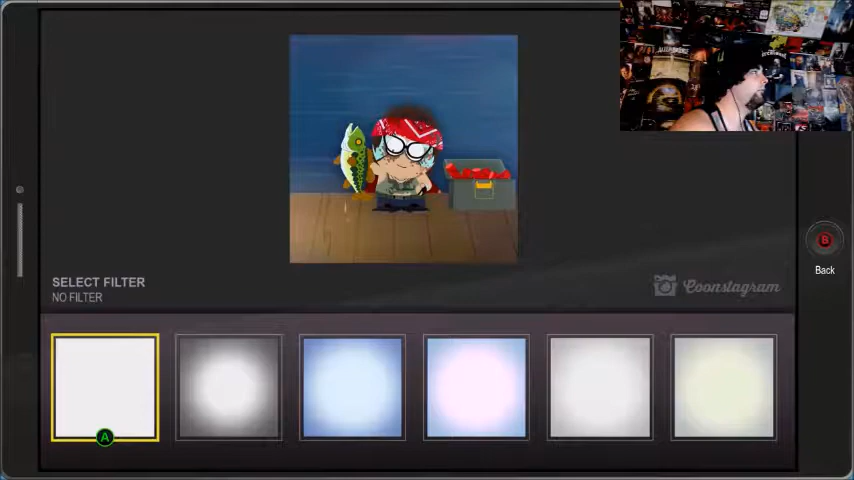 SELECT FILTER
NO FILTER
Coonstagram
B
Back
A